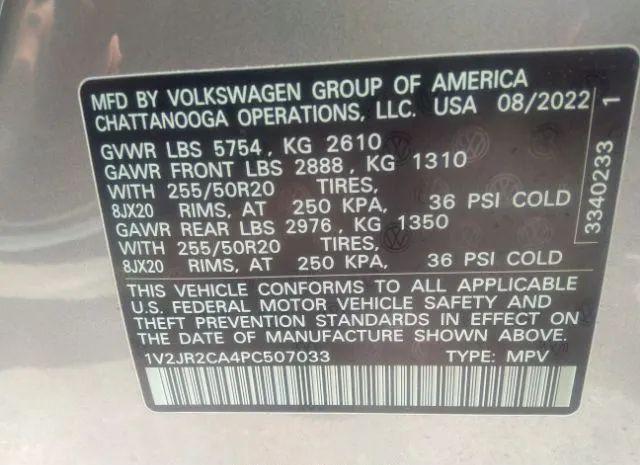 MFD BY VOLKSWAGEN GROUP OF AMERICA
CHATTANOOGA OPERATIONS, LLC. USA 08/2022
GVWR LBS 5754, KG 2610
GAWR FRONT LBS 2888, KG 1310
WITH 255/50R20 TIRES,
8JX20 RIMS, AT 250 KPA, 36 PSI COLD
GAWR REAR LBS 2976, KG 1350
WITH 255/50R20 TIRES,
8JX20 RIMS, AT 250 KPA, 36 PSI COLD
THIS VEHICLE CONFORMS TO ALL APPLICABLE
U.S. FEDERAL MOTOR VEHICLE SAFETY AND
THEFT PREVENTION STANDARDS IN EFFECT ON
THE DATE OF MANUFACTURE SHOWN ABOVE.
1V2JR2CA4PC507033 TYPE: MPV
3340233 1